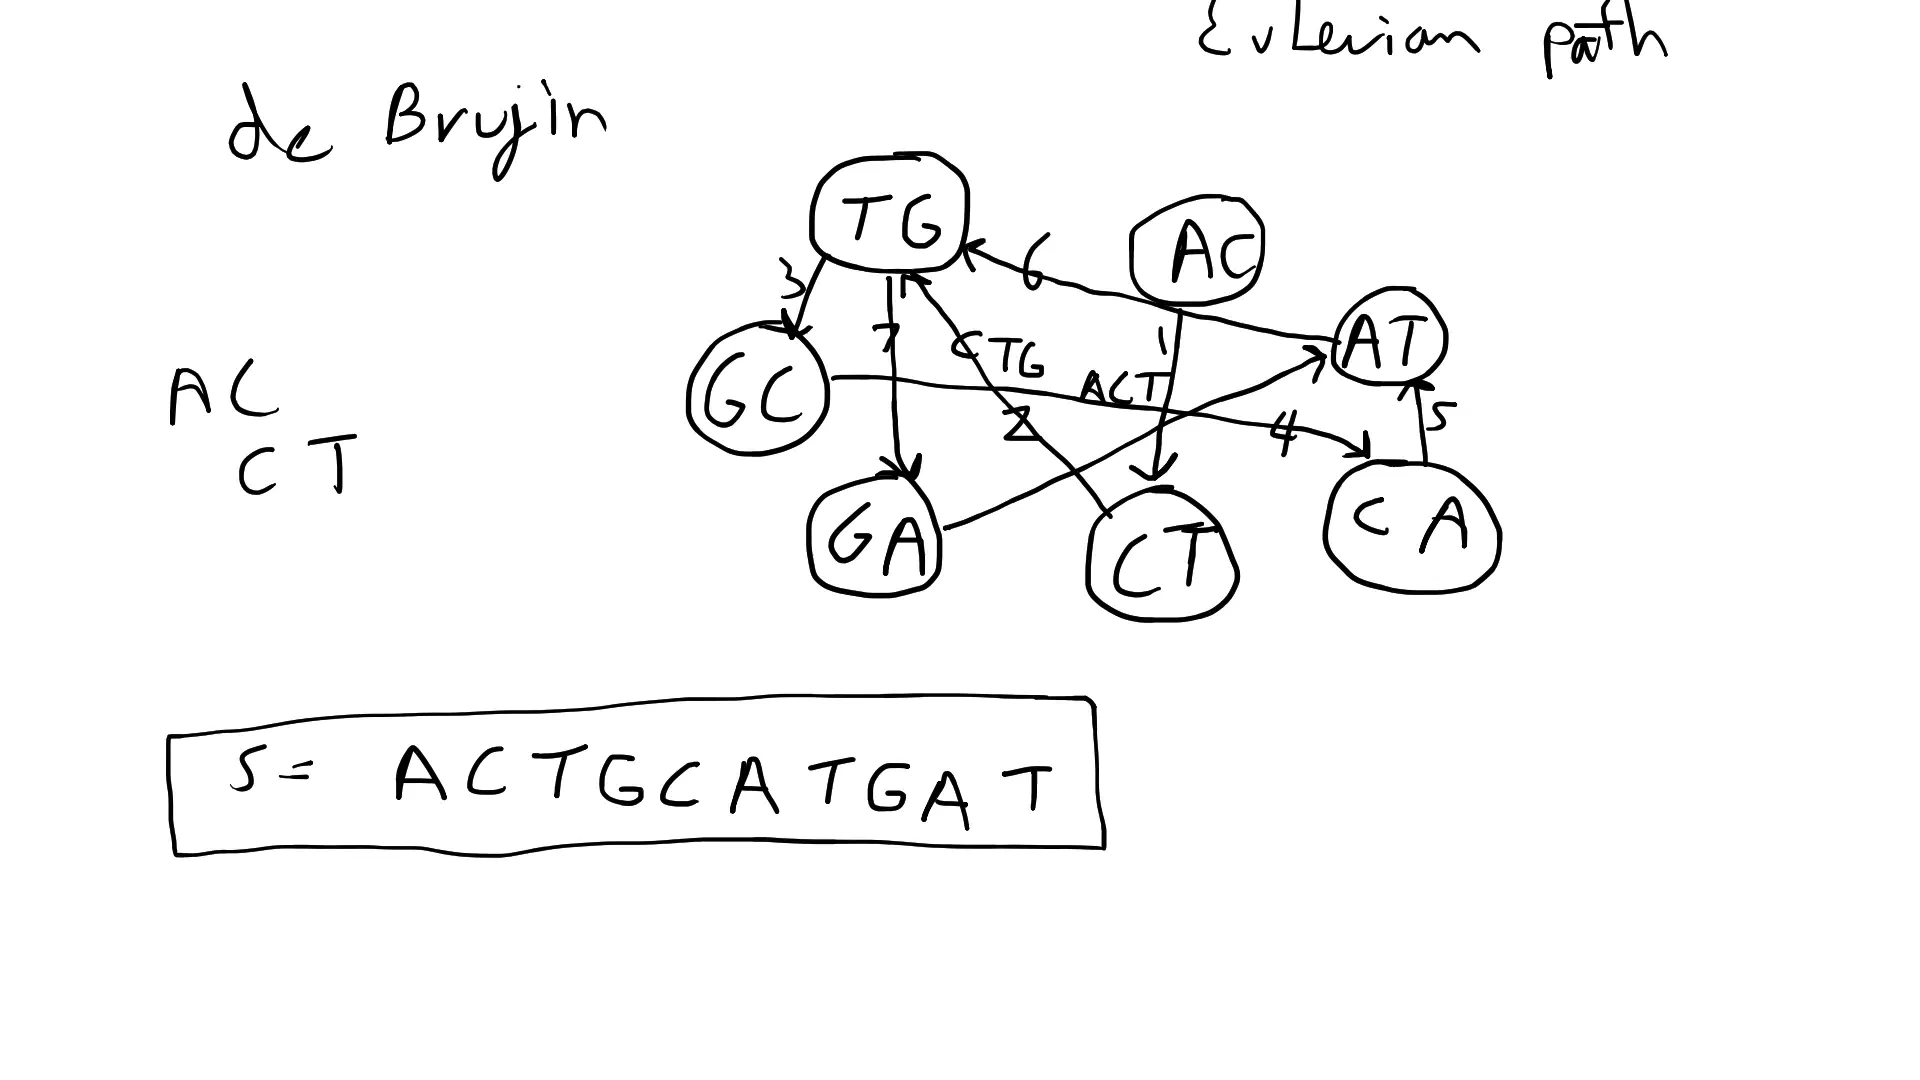 Eulerian path
de Brujin
TG
AC
6
3
AT
1
7
CTG
GC
ACT
AC
2
4
5
CT
GA
CT
CA
S = ACTGCATGAT